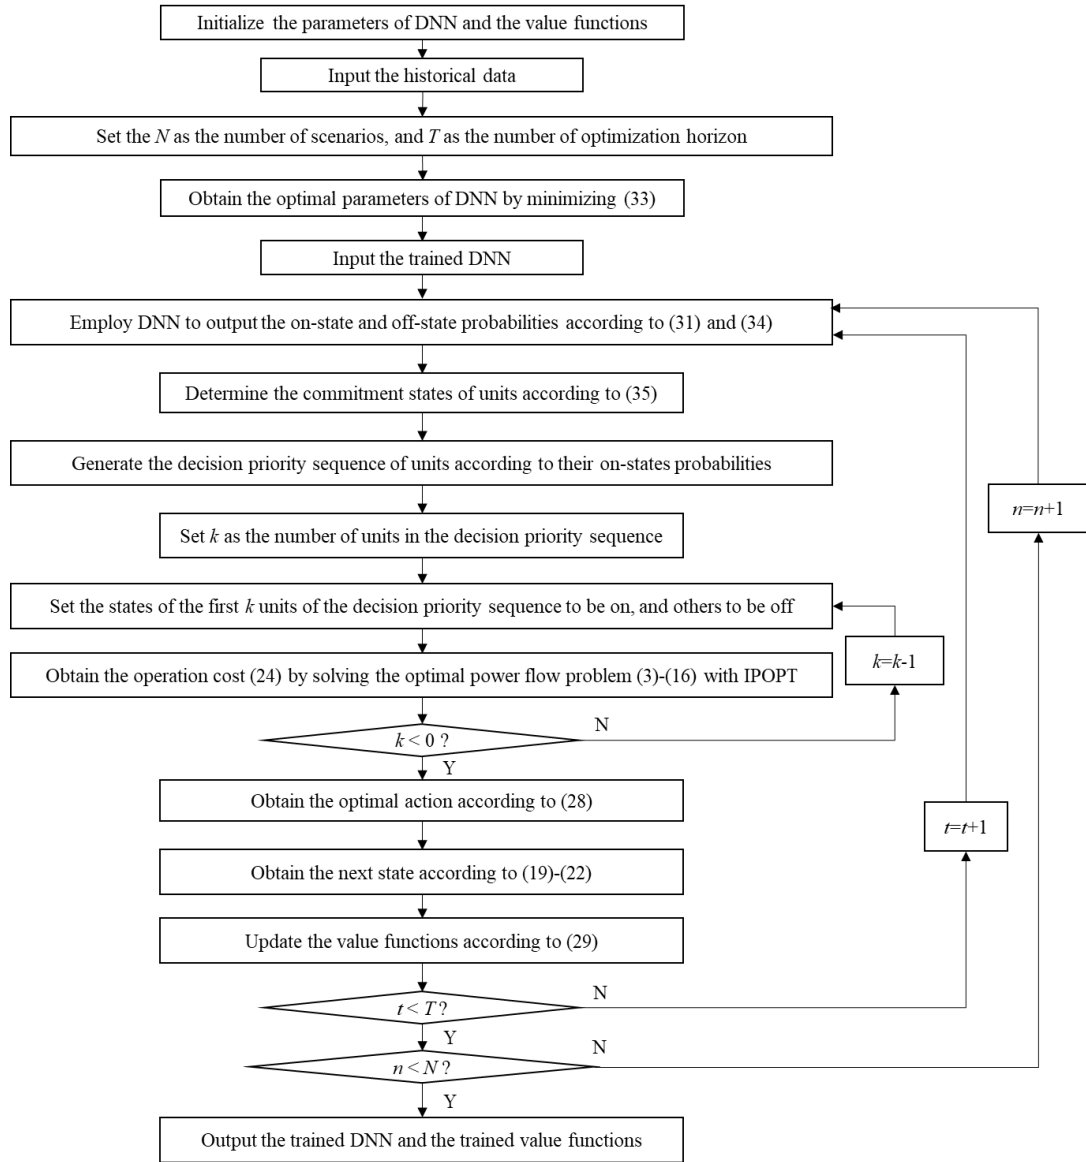 Initialize the parameters of DNN and the value functions
Input the historical data
Set the N as the number of scenarios, and T as the number of optimization horizon
Obtain the optimal parameters of DNN by minimizing (33)
Input the trained DNN
Employ DNN to output the on-state and off-state probabilities according to (31) and (34)
Determine the commitment states of units according to (35)
Generate the decision priority sequence of units according to their on-states probabilities
n=n+1
Set k as the number of units in the decision priority sequence
Set the states of the first k units of the decision priority sequence to be on, and others to be off
k=k-1
Obtain the operation cost (24) by solving the optimal power flow problem (3)-(16) with IPOPT
N
k < 0 ?
Y
Obtain the optimal action according to (28)
t=t+1
Obtain the next state according to (19)-(22)
Update the value functions according to (29)
N
t < T ?
Y
N
n < N ?
Y
Output the trained DNN and the trained value functions